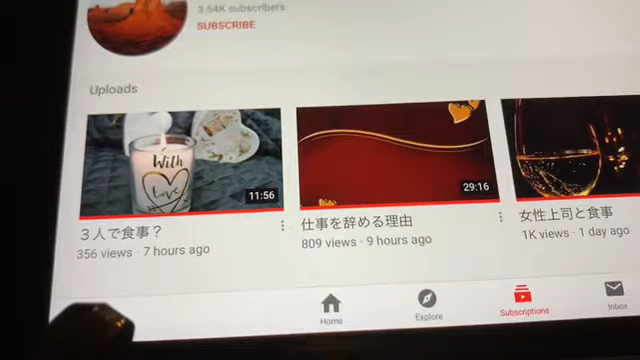 3.54K subscribers
SUBSCRIBE
Uploads
With
Love
11:56
29:16
3人で食事？
356 views · 7 hours ago
仕事を辞める理由
809 views · 9 hours ago
女性上司と食事
1K views · 1 day ago
Home
Explore
Subscriptions
Inbox